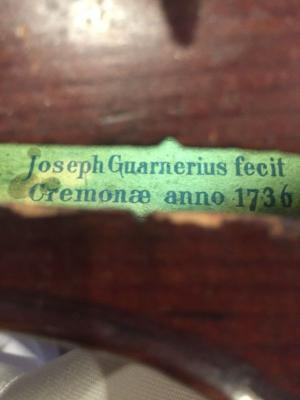 Joseph Guarnerius fecit
Cremonæ anno 1736